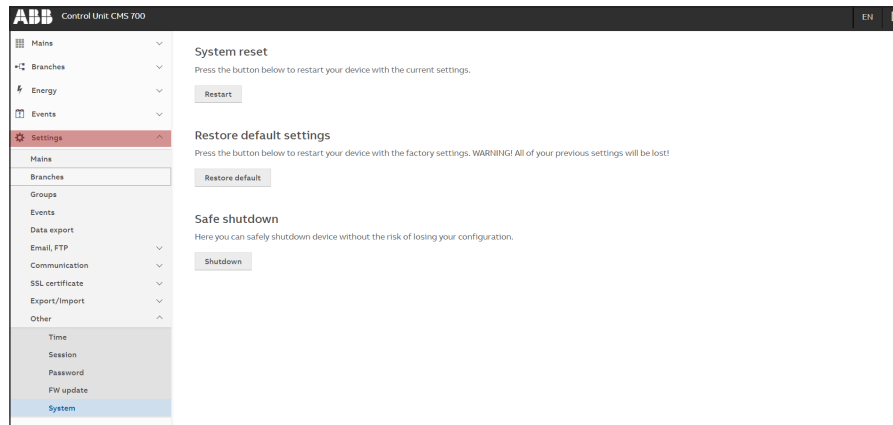 ABB Control Unit CMS 700
EN
Mains
Branches
Energy
Events
Settings
Mains
Branches
Groups
Events
Data export
Email, FTP
Communication
SSL certificate
Export/Import
Other
Time
Session
Password
FW update
System
System reset
Press the button below to restart your device with the current settings.
Restart
Restore default settings
Press the button below to restart your device with the factory settings. WARNING! All of your previous settings will be lost!
Restore default
Safe shutdown
Here you can safely shutdown device without the risk of losing your configuration.
Shutdown